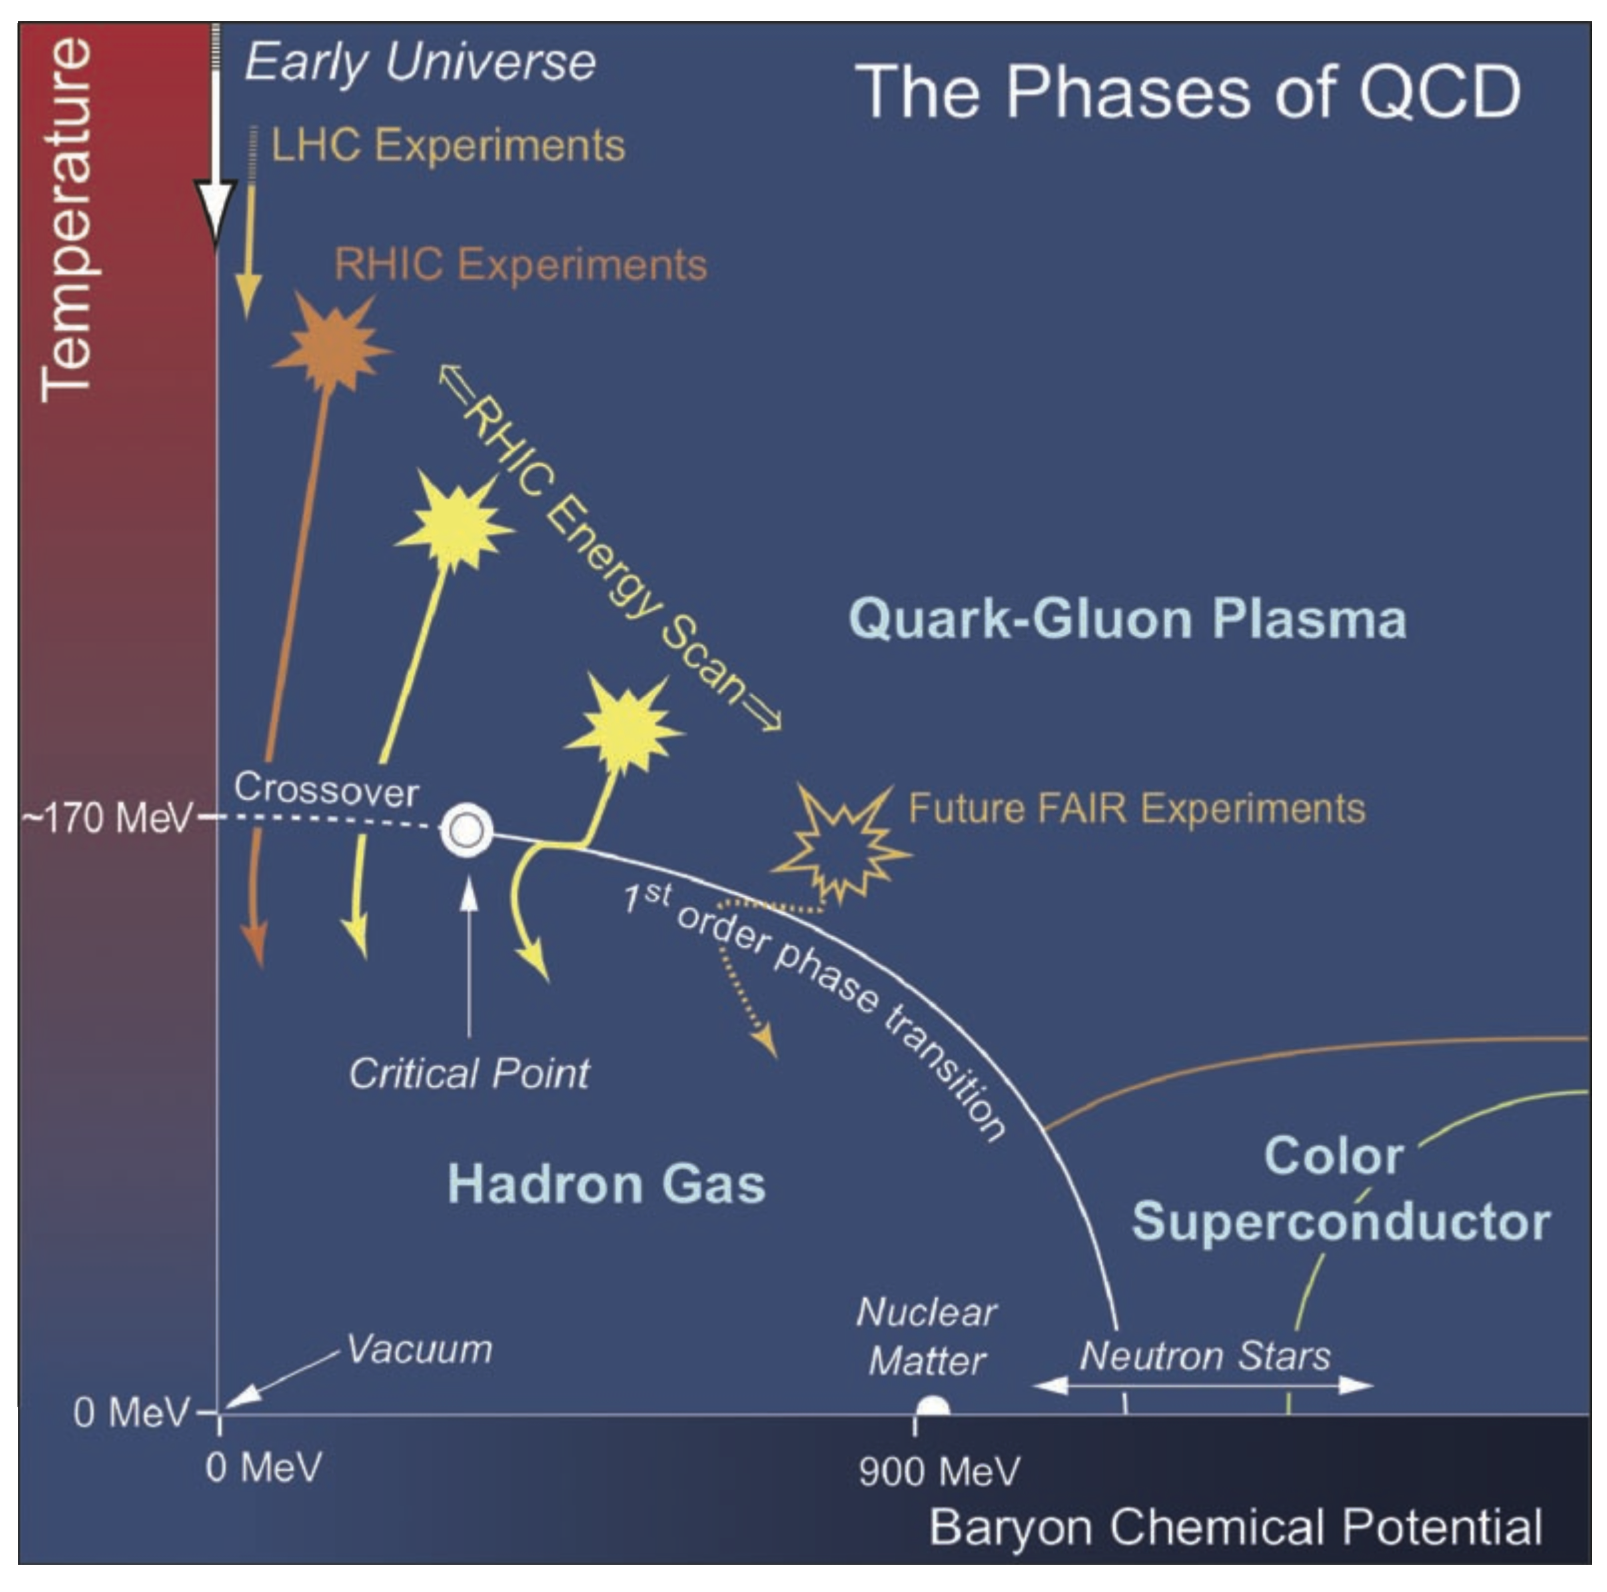 Temperature
Early Universe
The Phases of QCD
LHC Experiments
RHIC Experiments
⇐RHIC Energy Scan⇒
Quark-Gluon Plasma
Crossover
~170 MeV
Future FAIR Experiments
1st order phase transition
Critical Point
Hadron Gas
Color
Superconductor
Nuclear
Matter
Neutron Stars
Vacuum
0 MeV
0 MeV
900 MeV
Baryon Chemical Potential